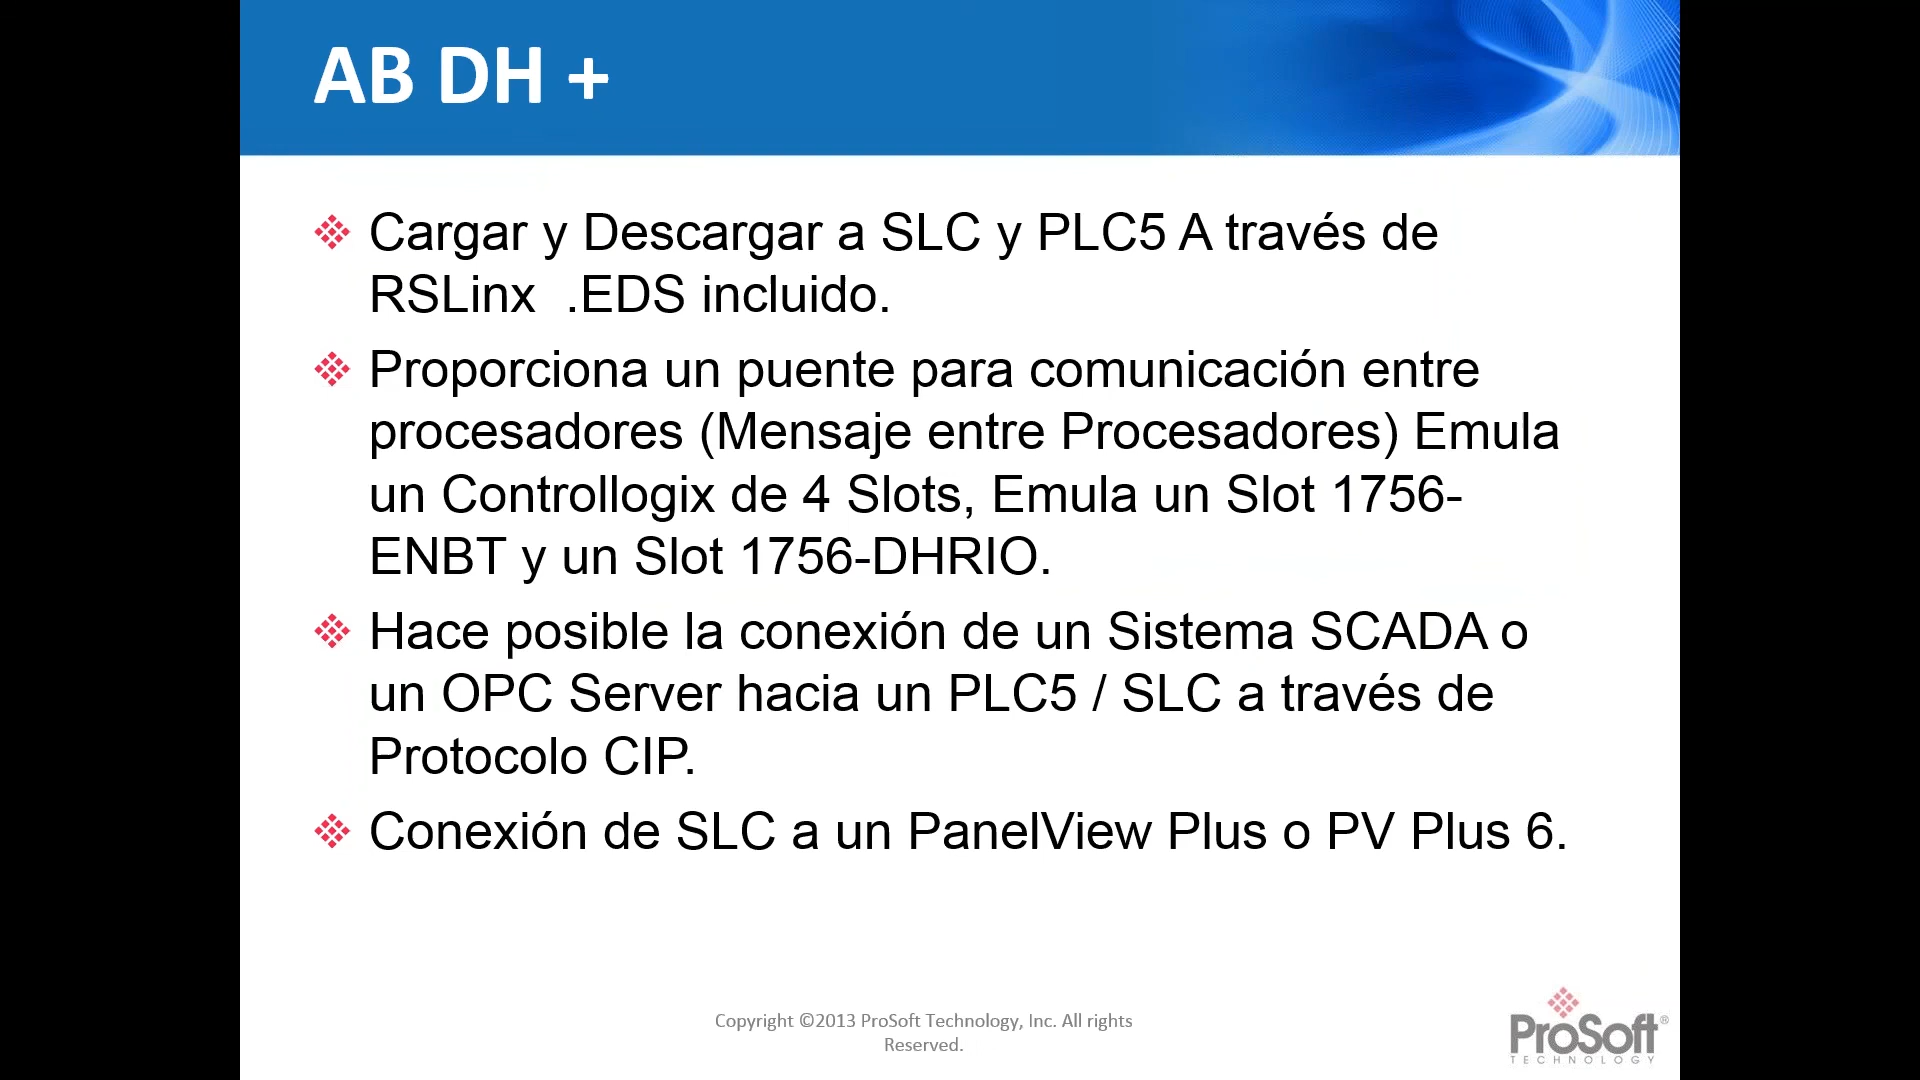 AB DH +
Cargar y Descargar a SLC y PLC5 A través de
RSLinx  .EDS incluido.
Proporciona un puente para comunicación entre
procesadores (Mensaje entre Procesadores) Emula
un Controllogix de 4 Slots, Emula un Slot 1756-
ENBT y un Slot 1756-DHRIO.
Hace posible la conexión de un Sistema SCADA o
un OPC Server hacia un PLC5 / SLC a través de
Protocolo CIP.
Conexión de SLC a un PanelView Plus o PV Plus 6.
Copyright ©2013 ProSoft Technology, Inc. All rights
Reserved.
ProSoft®
TECHNOLOGY